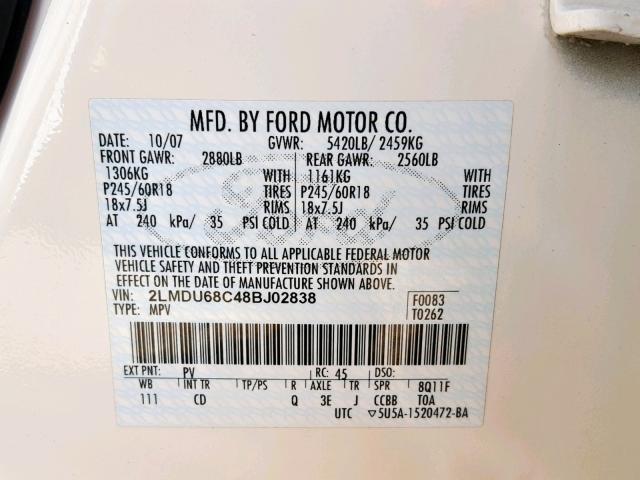 MFD. BY FORD MOTOR CO.
DATE: 10/07 GVWR: 5420LB/ 2459KG
FRONT GAWR: 2880LB REAR GAWR: 2560LB
1306KG WITH 1161KG WITH
P245/60R18 TIRES P245/60R18 TIRES
18x7.5J RIMS 18x7.5J RIMS
AT 240 kPa/ 35 PSI COLD AT 240 kPa/ 35 PSI COLD
THIS VEHICLE CONFORMS TO ALL APPLICABLE FEDERAL MOTOR
VEHICLE SAFETY AND THEFT PREVENTION STANDARDS IN
EFFECT ON THE DATE OF MANUFACTURE SHOWN ABOVE.
VIN: 2LMDU68C48BJ02838 F0083
TYPE: MPV T0262
EXT PNT: PV RC: 45 DSO:
WB INT TR TP/PS R AXLE TR SPR 8Q11F
111 CD Q 3E J CCBB TOA
UTC ▽5U5A-1520472-BA